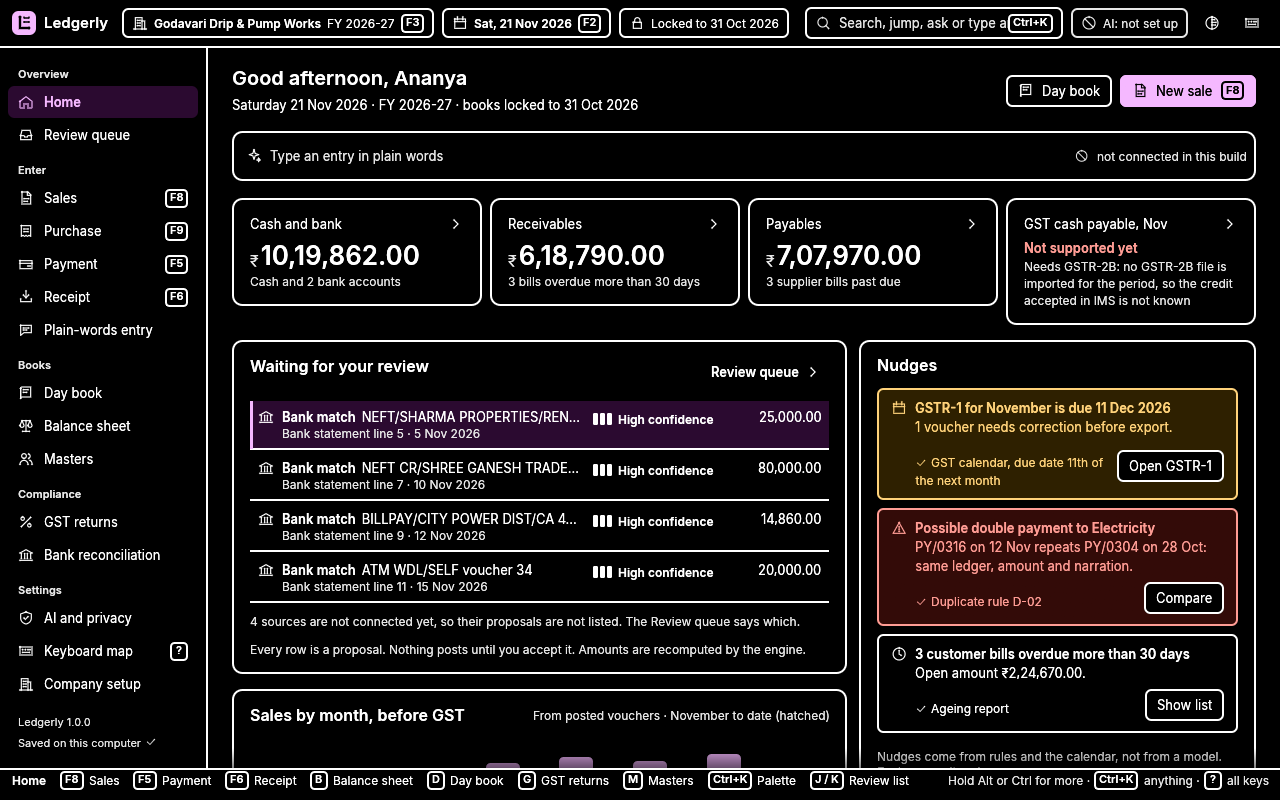 Ledgerly
Godavari Drip & Pump Works FY 2026-27 F3
Sat, 21 Nov 2026 F2
Locked to 31 Oct 2026
Search, jump, ask or type a Ctrl+K
AI: not set up
Overview
Home
Review queue
Enter
Sales F8
Purchase F9
Payment F5
Receipt F6
Plain-words entry
Books
Day book
Balance sheet
Masters
Compliance
GST returns
Bank reconciliation
Settings
AI and privacy
Keyboard map ?
Company setup
Ledgerly 1.0.0
Saved on this computer ✓
Good afternoon, Ananya
Saturday 21 Nov 2026 · FY 2026-27 · books locked to 31 Oct 2026
Day book
New sale F8
Type an entry in plain words
not connected in this build
Cash and bank
₹10,19,862.00
Cash and 2 bank accounts
Receivables
₹6,18,790.00
3 bills overdue more than 30 days
Payables
₹7,07,970.00
3 supplier bills past due
GST cash payable, Nov
Not supported yet
Needs GSTR-2B: no GSTR-2B file is
imported for the period, so the credit
accepted in IMS is not known
Waiting for your review
Review queue
Bank match NEFT/SHARMA PROPERTIES/REN... High confidence 25,000.00
Bank statement line 5 · 5 Nov 2026
Bank match NEFT CR/SHREE GANESH TRADE... High confidence 80,000.00
Bank statement line 7 · 10 Nov 2026
Bank match BILLPAY/CITY POWER DIST/CA 4... High confidence 14,860.00
Bank statement line 9 · 12 Nov 2026
Bank match ATM WDL/SELF voucher 34 High confidence 20,000.00
Bank statement line 11 · 15 Nov 2026
4 sources are not connected yet, so their proposals are not listed. The Review queue says which.
Every row is a proposal. Nothing posts until you accept it. Amounts are recomputed by the engine.
Sales by month, before GST
From posted vouchers · November to date (hatched)
Nudges
GSTR-1 for November is due 11 Dec 2026
1 voucher needs correction before export.
✓ GST calendar, due date 11th of
the next month
Open GSTR-1
Possible double payment to Electricity
PY/0316 on 12 Nov repeats PY/0304 on 28 Oct:
same ledger, amount and narration.
✓ Duplicate rule D-02
Compare
3 customer bills overdue more than 30 days
Open amount ₹2,24,670.00.
✓ Ageing report
Show list
Nudges come from rules and the calendar, not from a model.
Home F8 Sales F5 Payment F6 Receipt B Balance sheet D Day book G GST returns M Masters Ctrl+K Palette J / K Review list Hold Alt or Ctrl for more · Ctrl+K anything · ? all keys